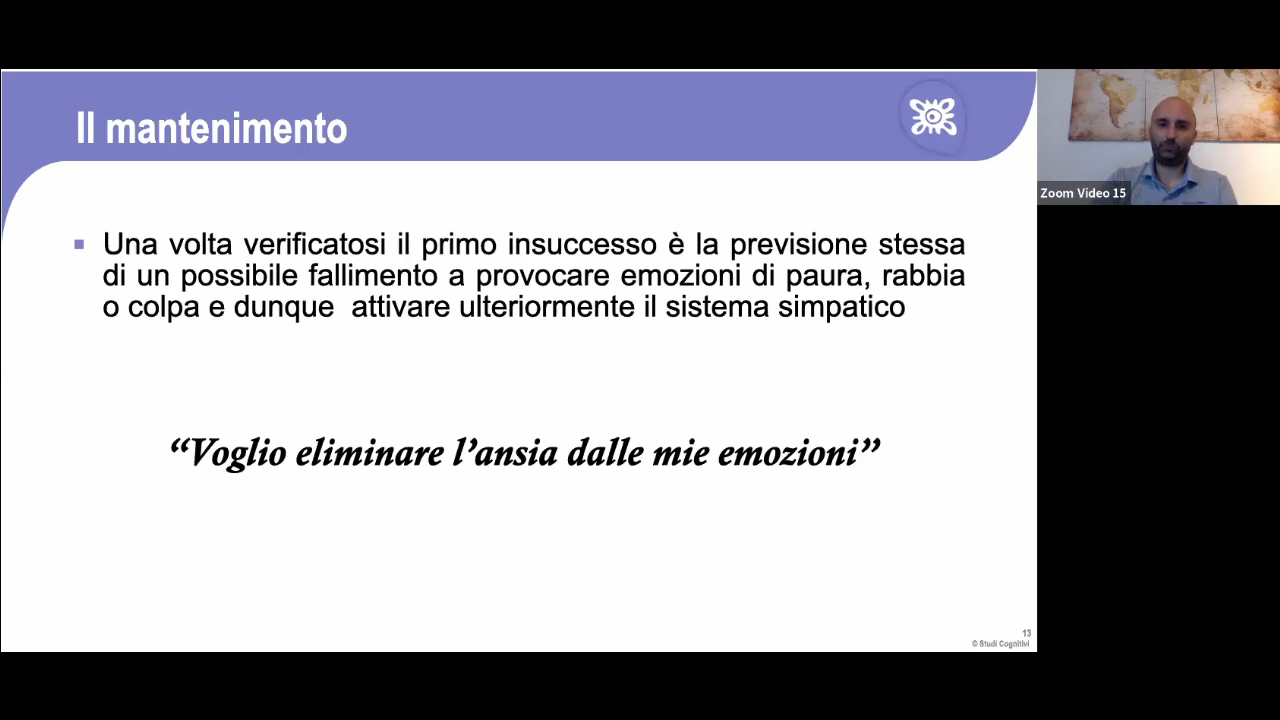 Il mantenimento
Zoom Video 15
Una volta verificatosi il primo insuccesso è la previsione stessa
di un possibile fallimento a provocare emozioni di paura, rabbia
o colpa e dunque  attivare ulteriormente il sistema simpatico
“Voglio eliminare l’ansia dalle mie emozioni”
13
© Studi Cognitivi